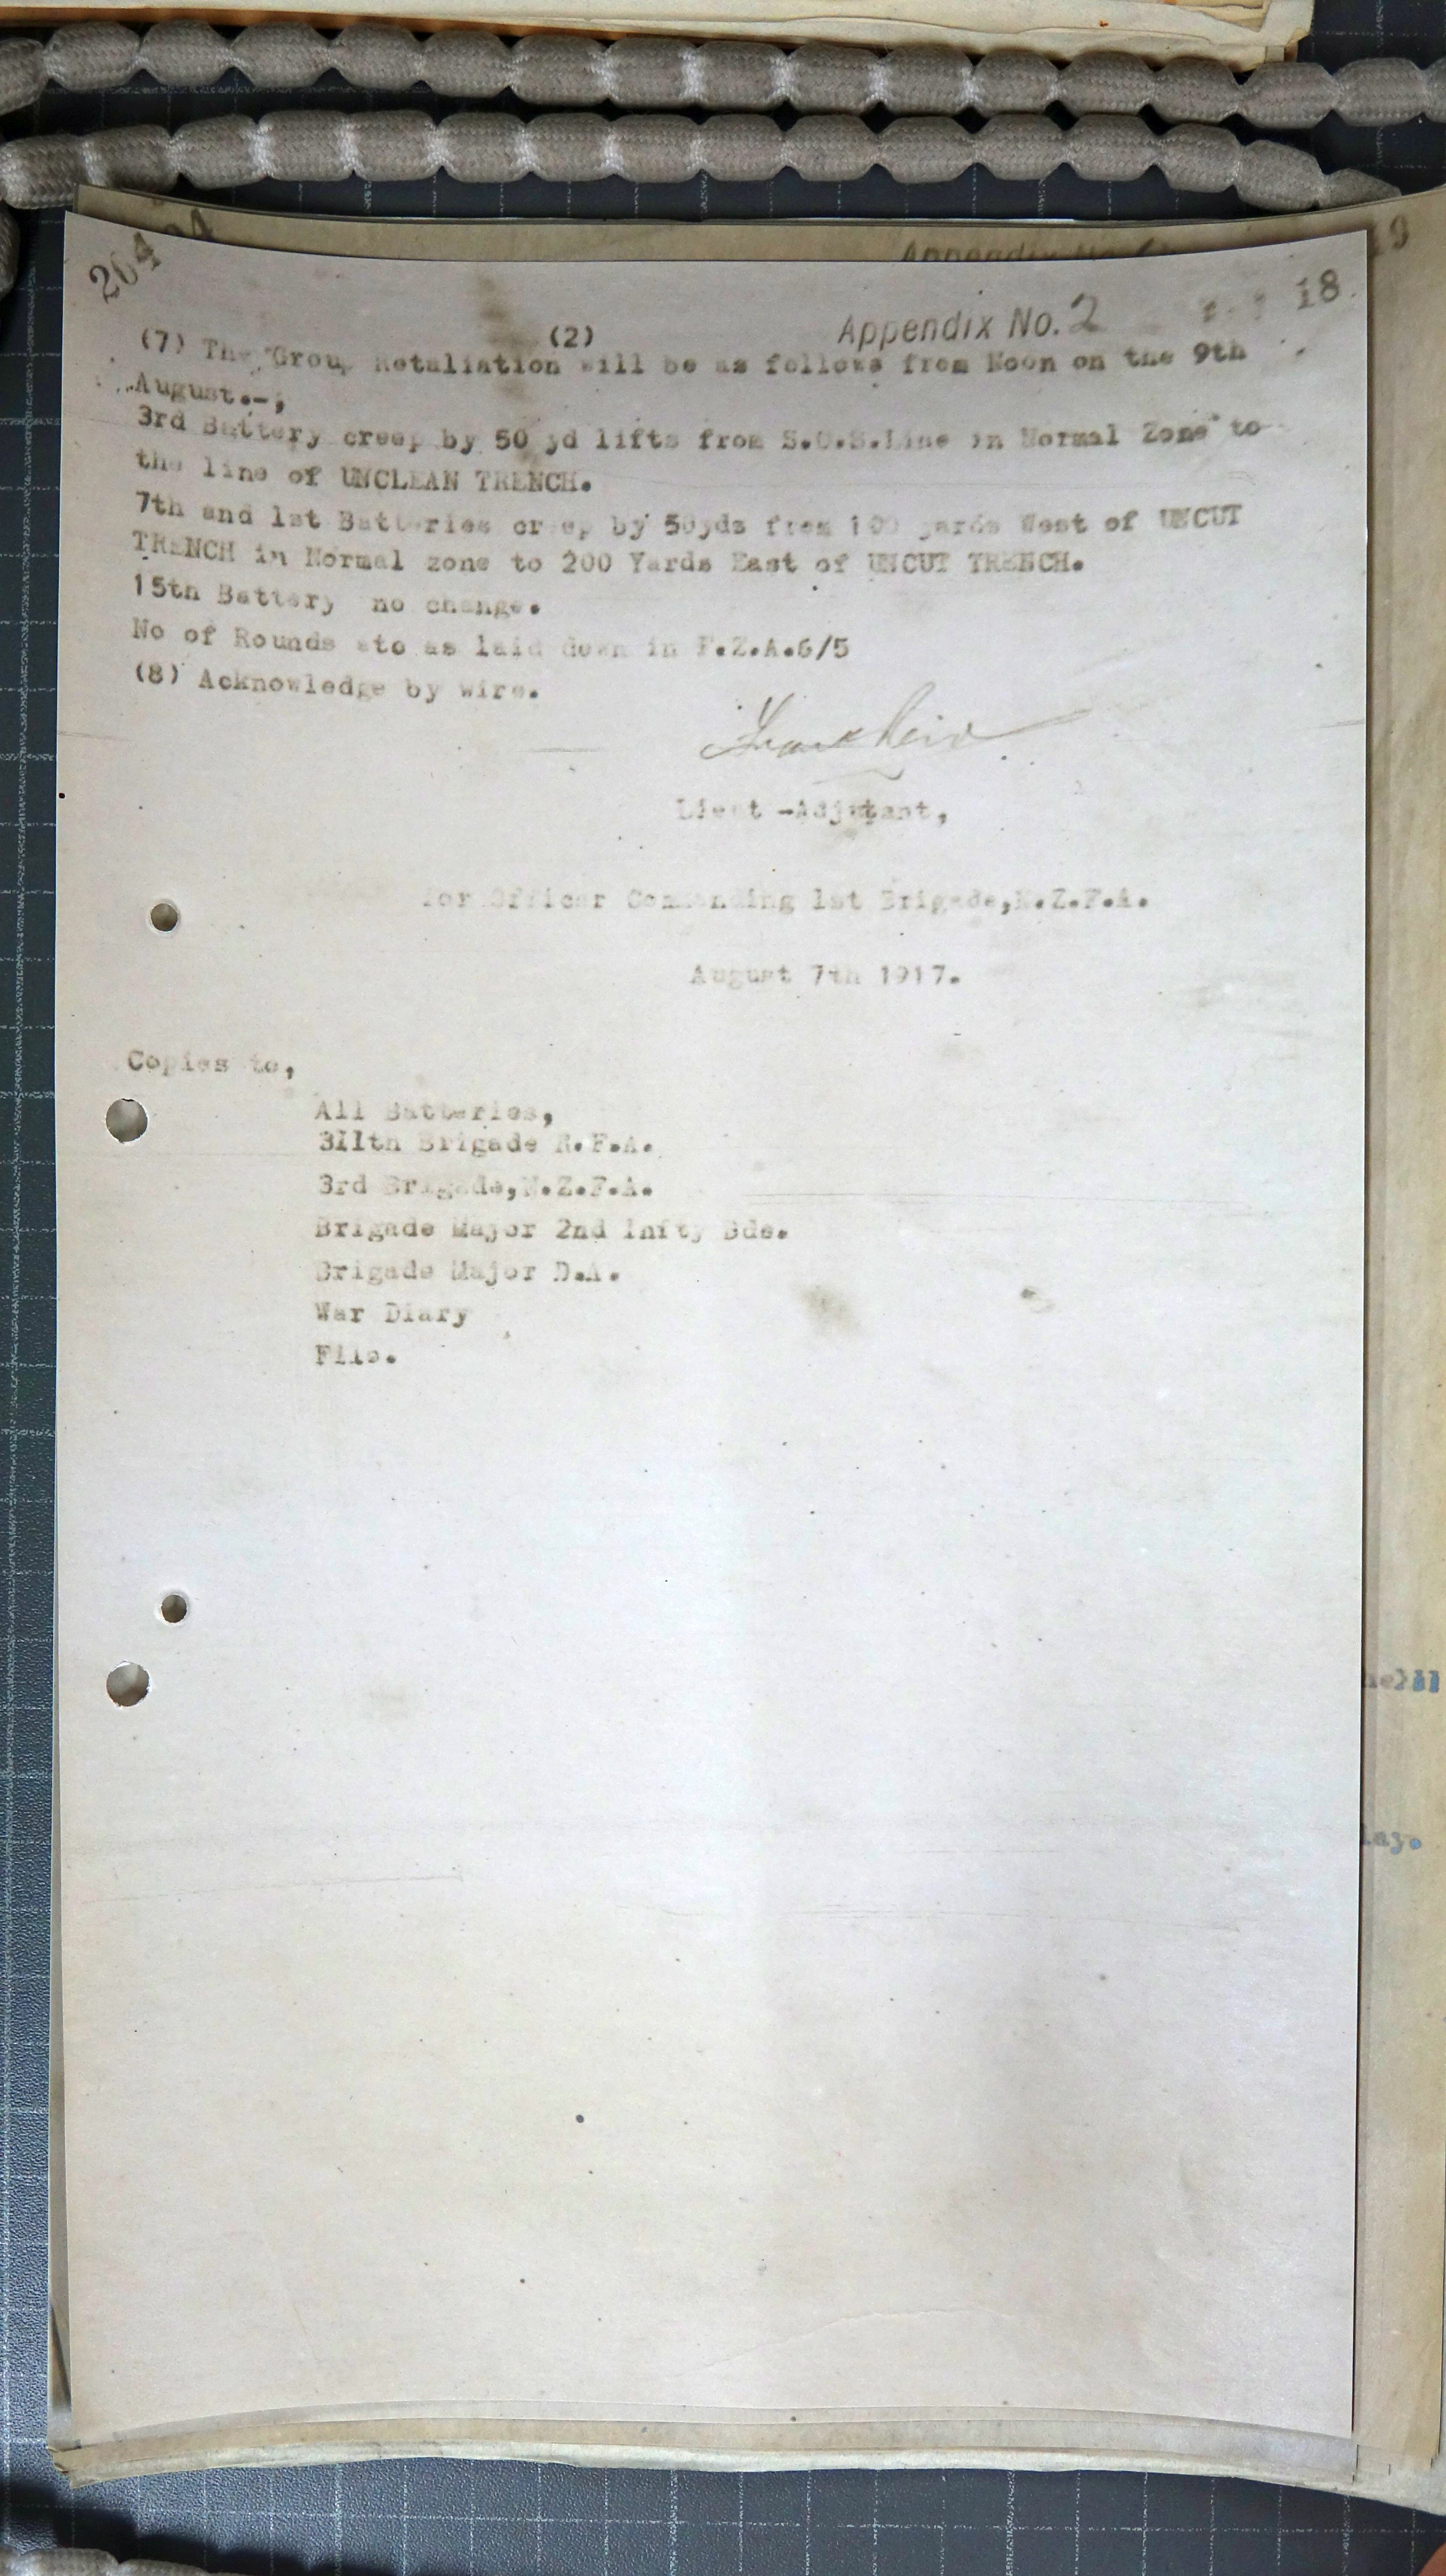 204
Appendix No. 2
18
(2)
(7) The Group Retaliation will be as follows from Noon on the 9th
August.-,
3rd Battery creep by 50 yd lifts from S.O.S.Line in Normal Zone to
the line of UNCLEAN TRENCH.
7th and 1st Batteries creep by 50yds from 100 yards West of UNCUT
TRENCH in Normal zone to 200 Yards East of UNCUT TRENCH.
15th Battery no change.
No of Rounds etc as laid down in F.Z.A.6/5
(8) Acknowledge by wire.
Lieut -Adjutant,
for Officer Commanding 1st Brigade,N.Z.F.A.
August 7th 1917.
Copies to,
All Batteries,
311th Brigade R.F.A.
3rd Brigade,N.Z.F.A.
Brigade Major 2nd Infty Bde.
Brigade Major D.A.
War Diary
File.